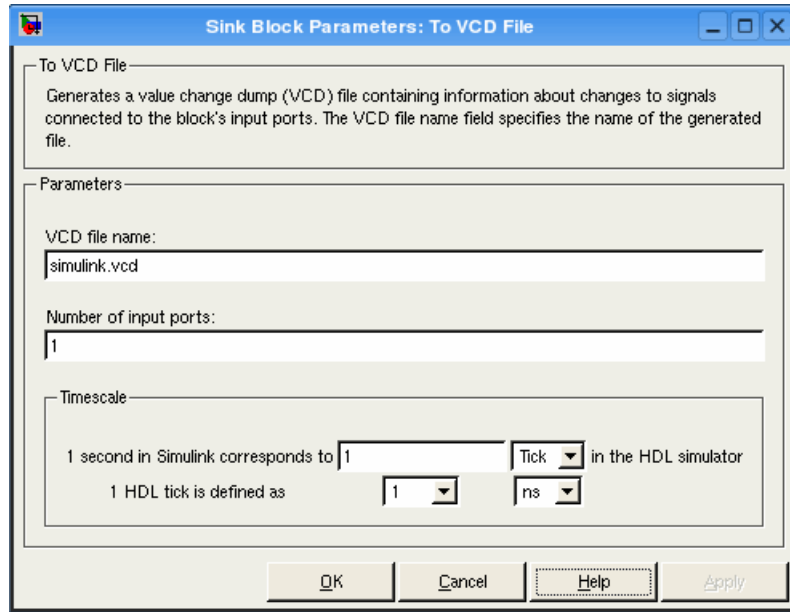 Sink Block Parameters: To VCD File
To VCD File
Generates a value change dump (VCD) file containing information about changes to signals
connected to the block's input ports. The VCD file name field specifies the name of the generated
file.
Parameters
VCD file name:
simulink.vcd
Number of input ports:
1
Timescale
1 second in Simulink corresponds to 1 Tick in the HDL simulator
1 HDL tick is defined as 1 ns
OK Cancel Help Apply